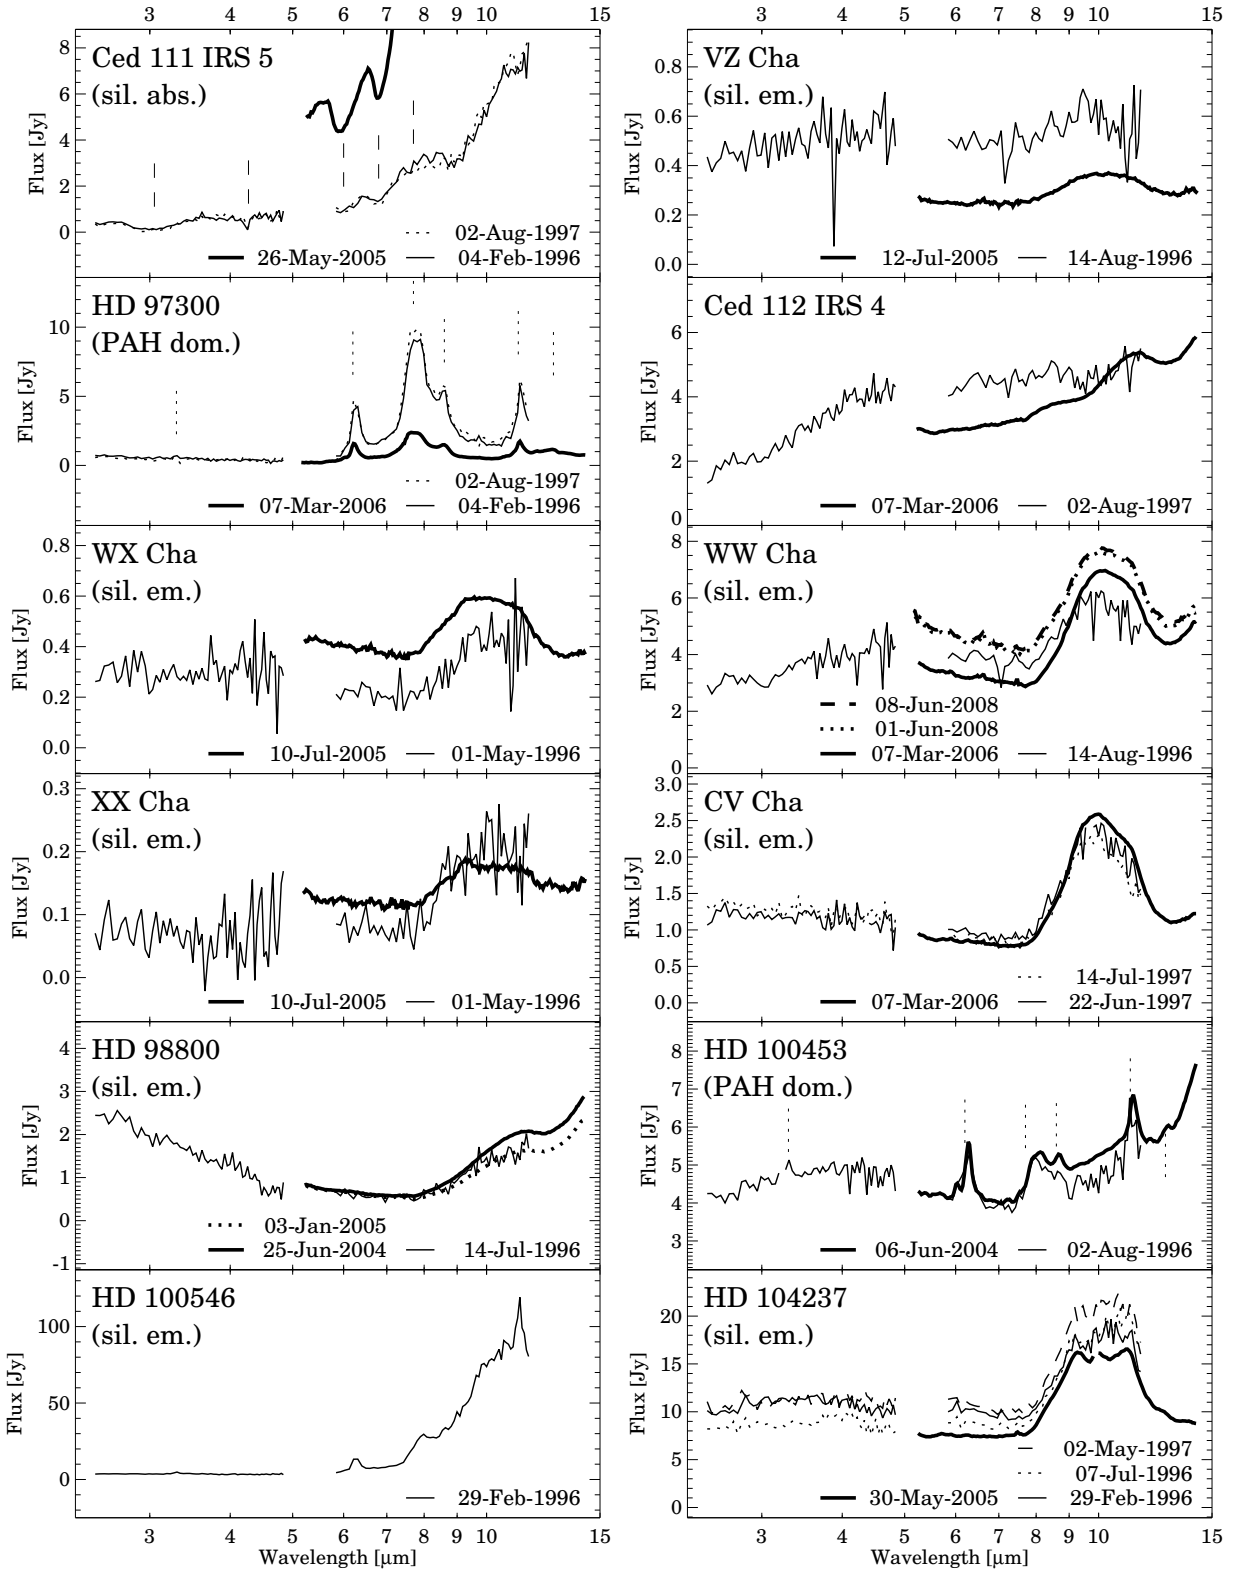 3 4 5 6 7 8 9 10 15
3 4 5 6 7 8 9 10 15
Ced 111 IRS 5
(sil. abs.)
Flux [Jy]
8
6
4
2
0
02-Aug-1997
26-May-2005 04-Feb-1996
VZ Cha
(sil. em.)
Flux [Jy]
0.8
0.6
0.4
0.2
0.0
12-Jul-2005 14-Aug-1996
HD 97300
(PAH dom.)
Flux [Jy]
10
5
0
02-Aug-1997
07-Mar-2006 04-Feb-1996
Ced 112 IRS 4
Flux [Jy]
6
4
2
0
07-Mar-2006 02-Aug-1997
WX Cha
(sil. em.)
Flux [Jy]
0.8
0.6
0.4
0.2
0.0
10-Jul-2005 01-May-1996
WW Cha
(sil. em.)
Flux [Jy]
8
6
4
2
0
08-Jun-2008
01-Jun-2008
07-Mar-2006 14-Aug-1996
XX Cha
(sil. em.)
Flux [Jy]
0.3
0.2
0.1
0.0
10-Jul-2005 01-May-1996
CV Cha
(sil. em.)
Flux [Jy]
3.0
2.5
2.0
1.5
1.0
0.5
0.0
14-Jul-1997
07-Mar-2006 22-Jun-1997
HD 98800
(sil. em.)
Flux [Jy]
4
3
2
1
0
-1
03-Jan-2005
25-Jun-2004 14-Jul-1996
HD 100453
(PAH dom.)
Flux [Jy]
8
7
6
5
4
3
06-Jun-2004 02-Aug-1996
HD 100546
(sil. em.)
Flux [Jy]
100
50
0
29-Feb-1996
HD 104237
(sil. em.)
Flux [Jy]
20
15
10
5
0
02-May-1997
07-Jul-1996
30-May-2005 29-Feb-1996
3 4 5 6 7 8 9 10 15
Wavelength [μm]
3 4 5 6 7 8 9 10 15
Wavelength [μm]